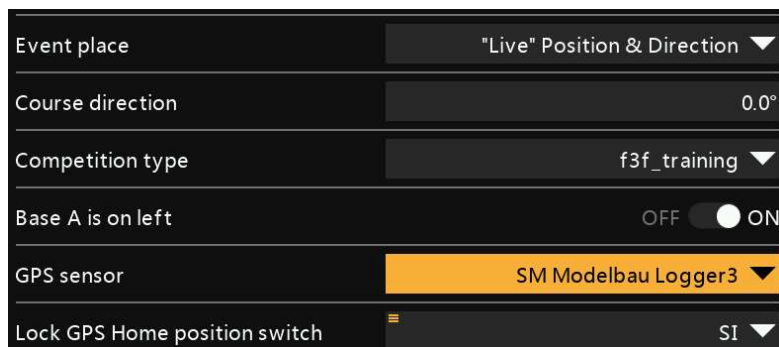 Event place "Live" Position & Direction
Course direction 0.0°
Competition type f3f_training
Base A is on left OFF ON
GPS sensor SM Modelbau Logger3
Lock GPS Home position switch SI